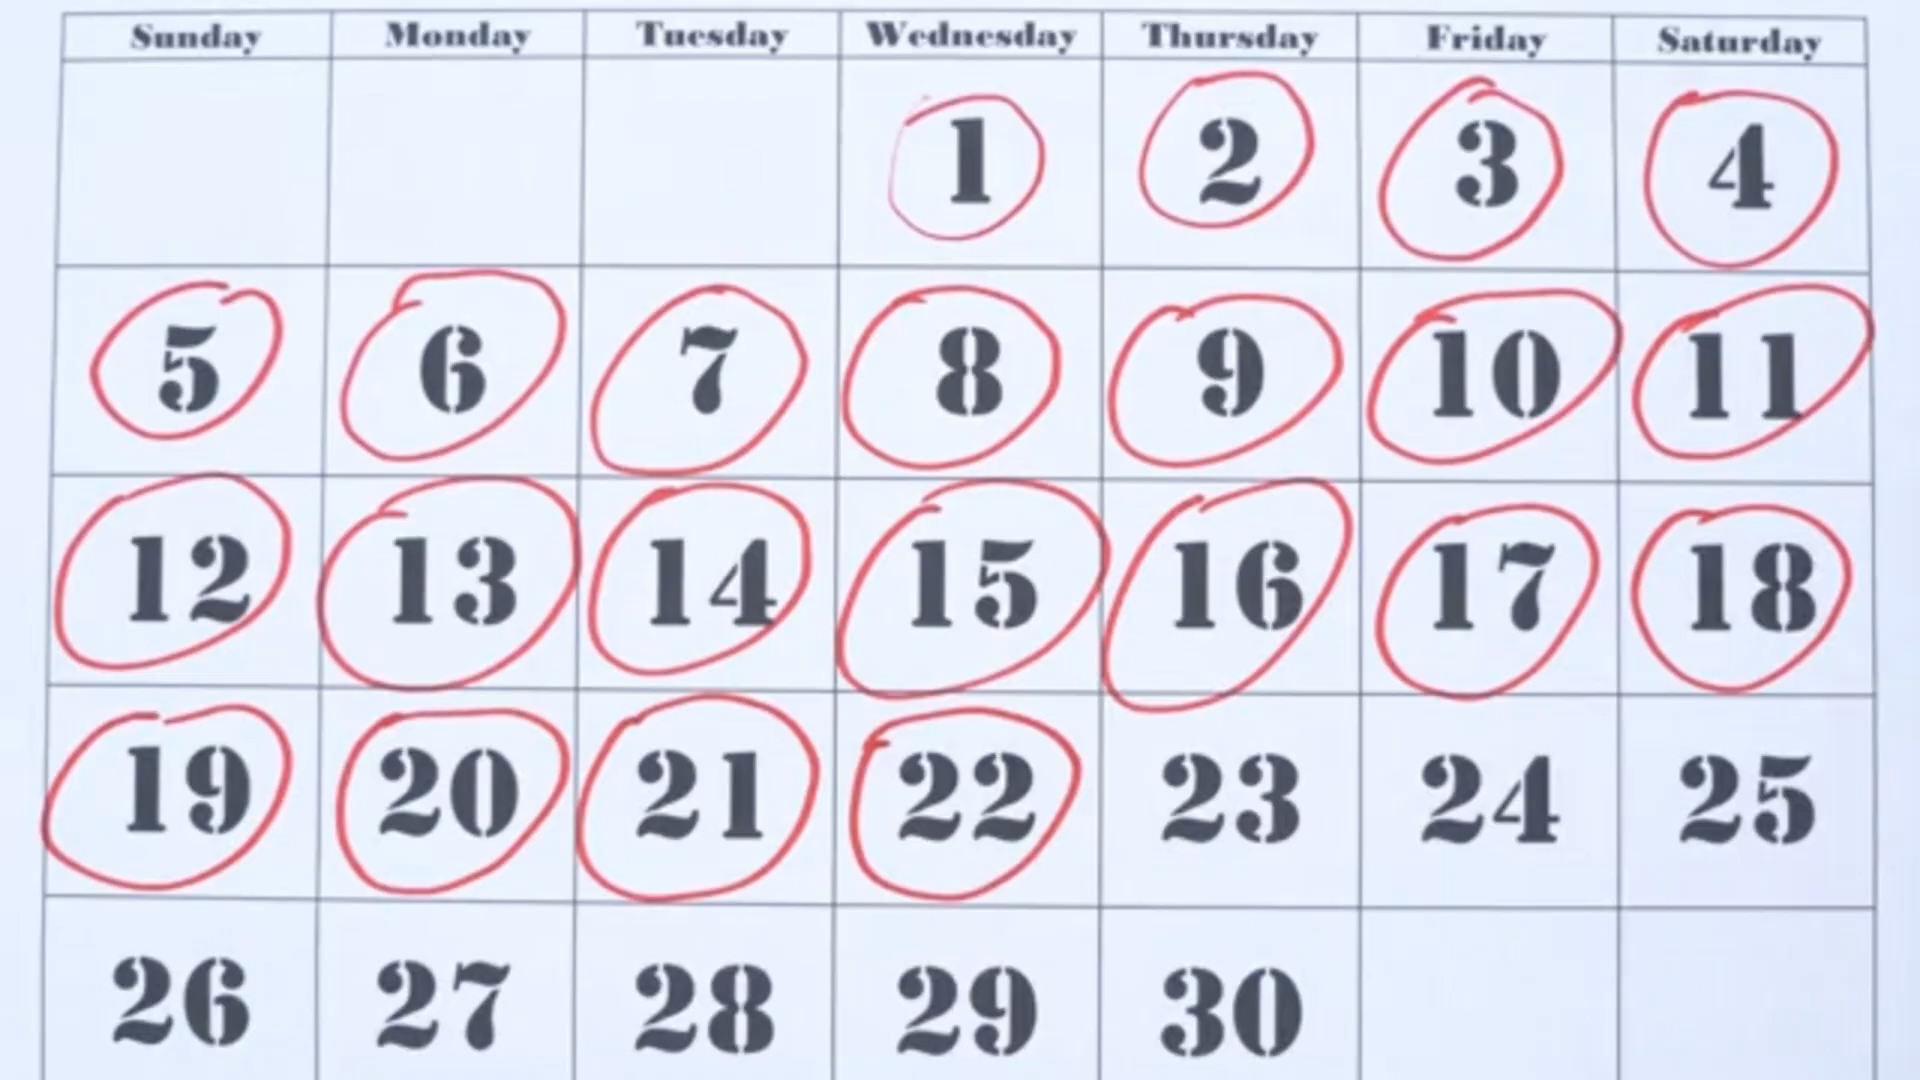 Sunday Monday Tuesday Wednesday Thursday Friday Saturday
1 2 3 4
5 6 7 8 9 10 11
12 13 14 15 16 17 18
19 20 21 22 23 24 25
26 27 28 29 30